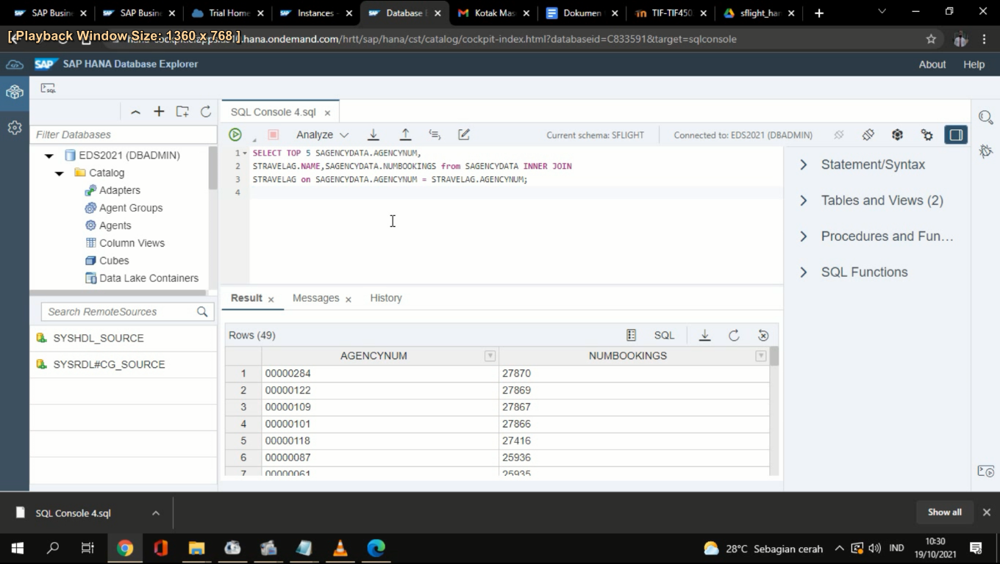 SAP Busin
SAP Busin
Trial Home
Instances -
Database E
Kotak Mas
Dokumen
TIF-TIF450
sflight_har
[ Playback Window Size: 1360 x 768 ]
.hana.ondemand.com/hrtt/sap/hana/cst/catalog/cockpit-index.html?databaseid=C833591&target=sqlconsole
SAP
SAP HANA Database Explorer
About
Help
SQL
SQL Console 4.sql
Filter Databases
Analyze
Current schema: SFLIGHT
Connected to: EDS2021 (DBADMIN)
EDS2021 (DBADMIN)
Catalog
Adapters
Agent Groups
Agents
Column Views
Cubes
Data Lake Containers
1 SELECT TOP 5 SAGENCYDATA.AGENCYNUM,
2 STRAVELAG.NAME,SAGENCYDATA.NUMBOOKINGS from SAGENCYDATA INNER JOIN
3 STRAVELAG on SAGENCYDATA.AGENCYNUM = STRAVELAG.AGENCYNUM;
4
Statement/Syntax
Tables and Views (2)
Procedures and Fun...
SQL Functions
Search RemoteSources
SYSHDL_SOURCE
SYSRDL#CG_SOURCE
Result
Messages
History
Rows (49)
SQL
AGENCYNUM NUMBOOKINGS
1 00000284 27870
2 00000122 27869
3 00000109 27867
4 00000101 27866
5 00000118 27416
6 00000087 25936
7 00000061 25935
SQL Console 4.sql
Show all
28°C Sebagian cerah
IND
10:30
19/10/2021